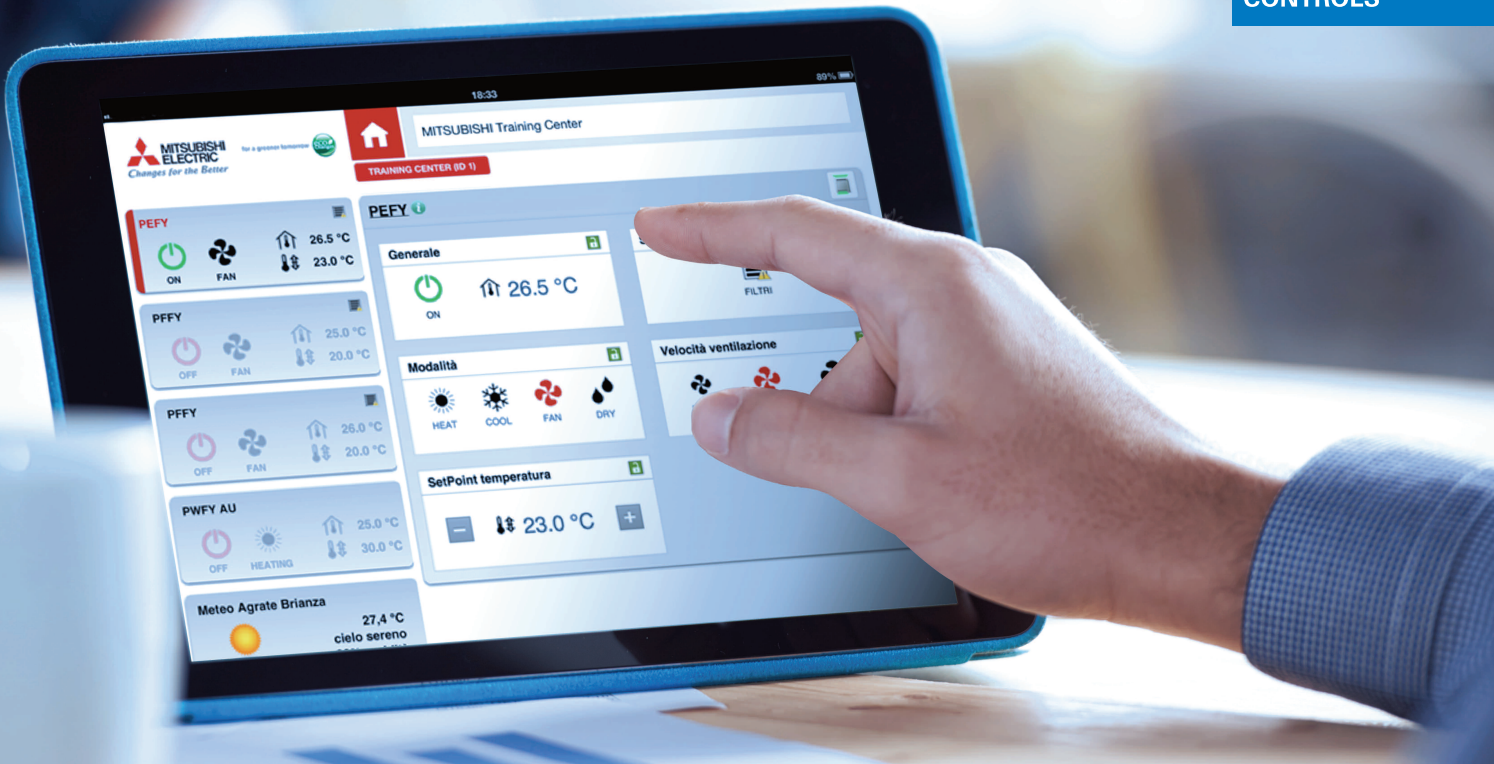 CONTROLS
18:33
89%
MITSUBISHI
ELECTRIC
Changes for the Better
for a greener tomorrow
MITSUBISHI Training Center
TRAINING CENTER (ID 1)
PEFY
ON
FAN
26.5 °C
23.0 °C
PFFY
OFF
FAN
25.0 °C
20.0 °C
PFFY
OFF
FAN
26.0 °C
20.0 °C
PWFY AU
OFF
HEATING
25.0 °C
30.0 °C
Meteo Agrate Brianza
27,4 °C
cielo sereno
PEFY
Generale
ON
26.5 °C
FILTRI
Modalità
HEAT
COOL
FAN
DRY
Velocità ventilazione
SetPoint temperatura
23.0 °C